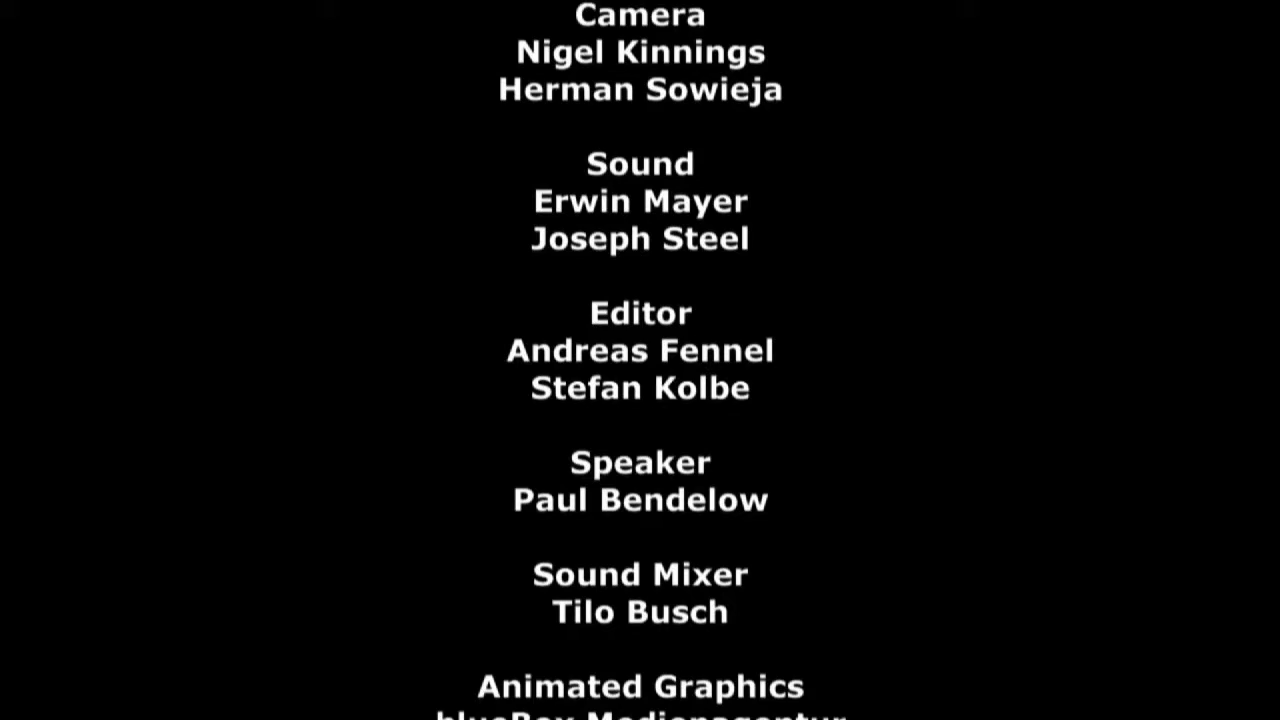 Camera
Nigel Kinnings
Herman Sowieja
Sound
Erwin Mayer
Joseph Steel
Editor
Andreas Fennel
Stefan Kolbe
Speaker
Paul Bendelow
Sound Mixer
Tilo Busch
Animated Graphics
blueBox Medienagentur